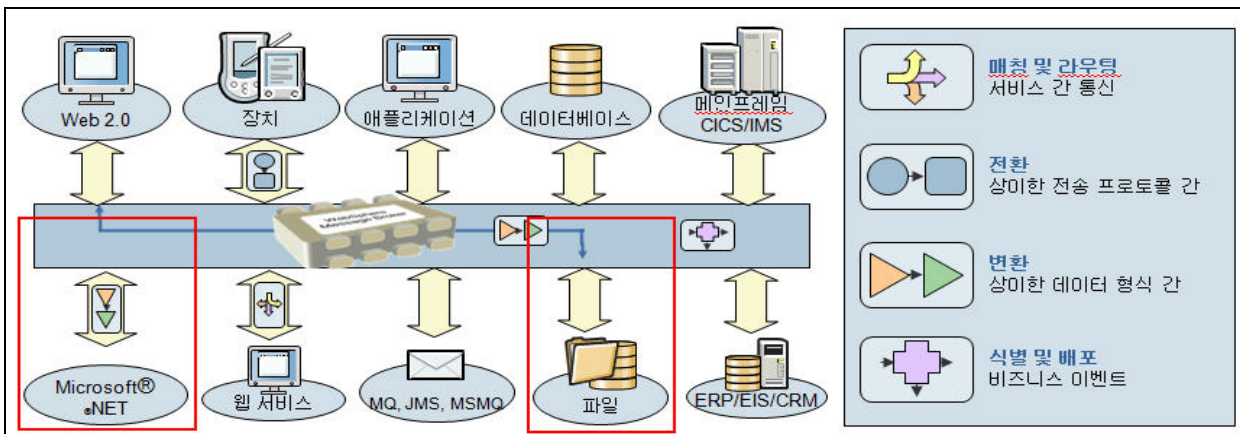 Web 2.0
장치
애플리케이션
데이터베이스
메인프레임
CICS/IMS
WebSphere
Message Broker
Microsoft®
.NET
웹 서비스
MQ, JMS, MSMQ
파일
ERP/EIS/CRM
매칭 및 라우팅
서비스 간 통신
전환
상이한 전송 프로토콜 간
변환
상이한 데이터 형식 간
식별 및 배포
비즈니스 이벤트